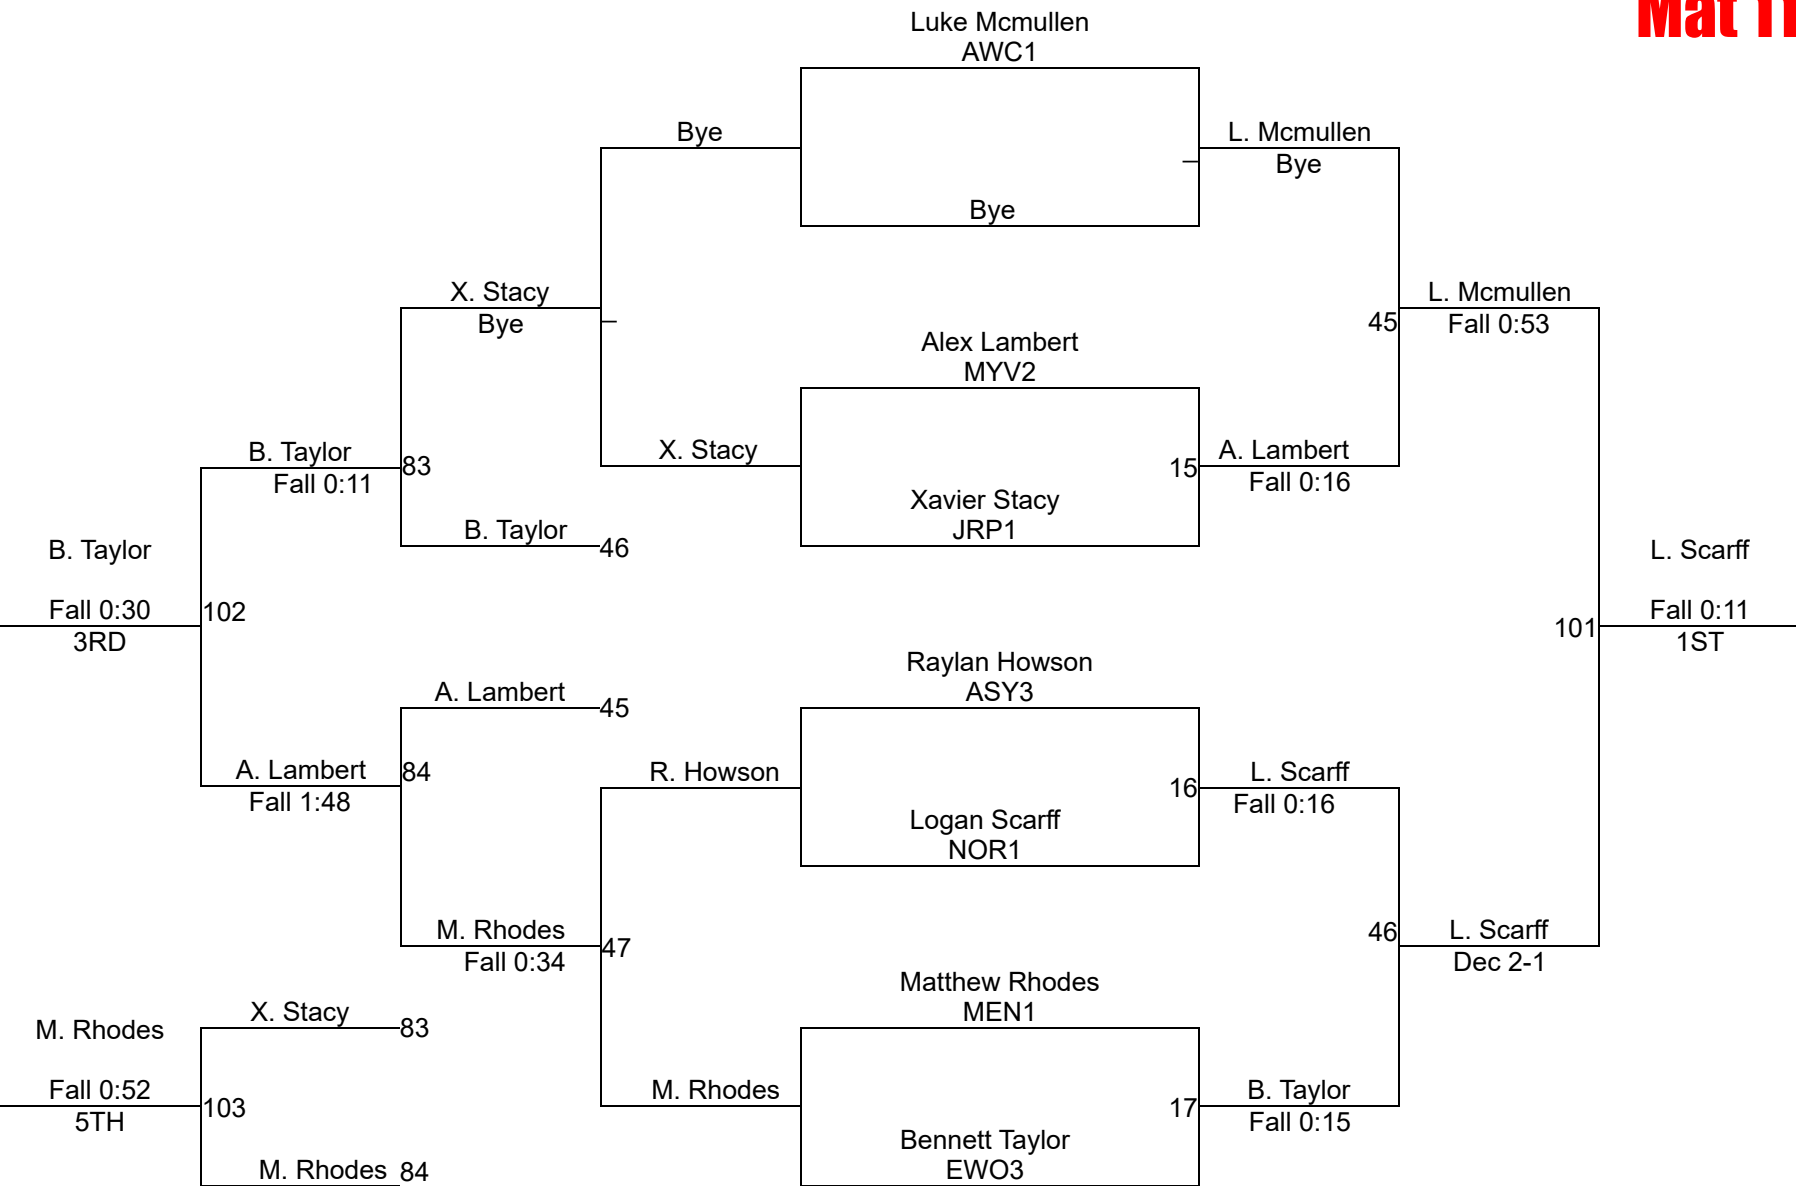 Mat 11
Luke Mcmullen
AWC1
Bye
L. Mcmullen
Bye
Bye
X. Stacy
Bye
L. Mcmullen
45
Fall 0:53
Alex Lambert
MYV2
B. Taylor
83
Fall 0:11
X. Stacy
15
A. Lambert
Fall 0:16
Xavier Stacy
JRP1
B. Taylor
46
B. Taylor
Fall 0:30
102
3RD
L. Scarff
Fall 0:11
101
1ST
Raylan Howson
ASY3
A. Lambert
45
A. Lambert
84
Fall 1:48
R. Howson
16
L. Scarff
Fall 0:16
Logan Scarff
NOR1
M. Rhodes
47
Fall 0:34
46
L. Scarff
Dec 2-1
Matthew Rhodes
MEN1
X. Stacy
83
M. Rhodes
Fall 0:52
103
5TH
M. Rhodes
17
B. Taylor
Fall 0:15
Bennett Taylor
EWO3
M. Rhodes
84